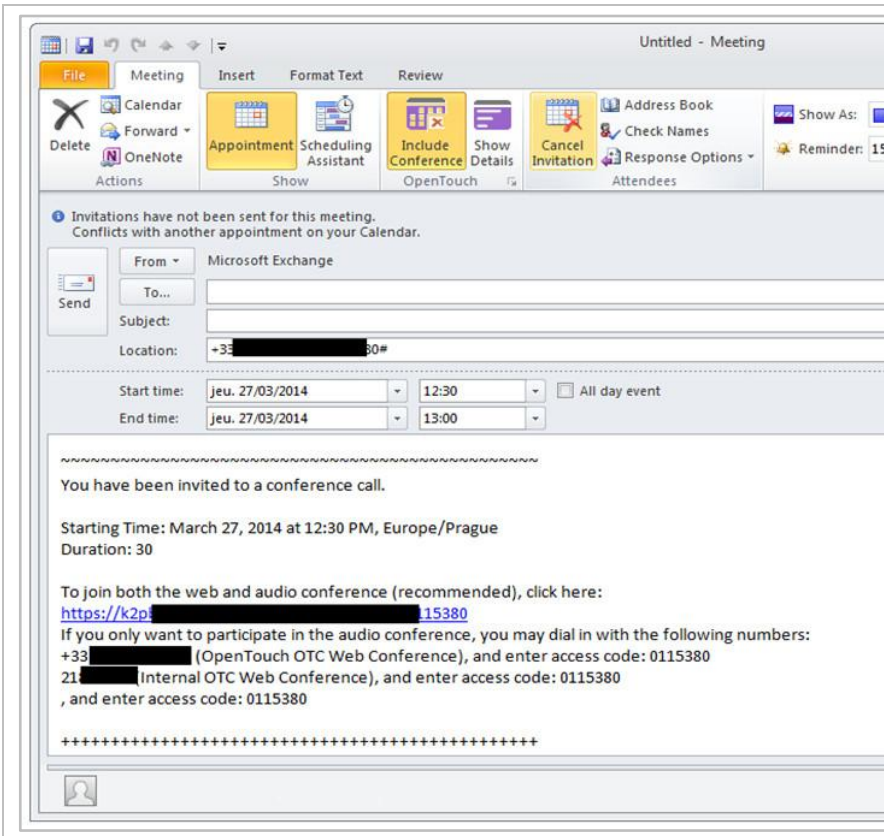 Untitled - Meeting
File Meeting Insert Format Text Review
Delete
Calendar
Forward
OneNote
Actions
Appointment
Scheduling
Assistant
Show
Include
Conference
Show
Details
OpenTouch
Cancel
Invitation
Address Book
Check Names
Response Options
Attendees
Show As:
Reminder: 15
Invitations have not been sent for this meeting.
Conflicts with another appointment on your Calendar.
Send
From Microsoft Exchange
To...
Subject:
Location: +33 80#
Start time: jeu. 27/03/2014 12:30 All day event
End time: jeu. 27/03/2014 13:00
~~~~~~~~~~~~~~~~~~~~~~~~~~~~~~~~~~~~~~~~~~~~~~~~
You have been invited to a conference call.
Starting Time: March 27, 2014 at 12:30 PM, Europe/Prague
Duration: 30
To join both the web and audio conference (recommended), click here:
https://k2p 115380
If you only want to participate in the audio conference, you may dial in with the following numbers:
+33 (OpenTouch OTC Web Conference), and enter access code: 0115380
21 (Internal OTC Web Conference), and enter access code: 0115380
, and enter access code: 0115380
++++++++++++++++++++++++++++++++++++++++++++++++